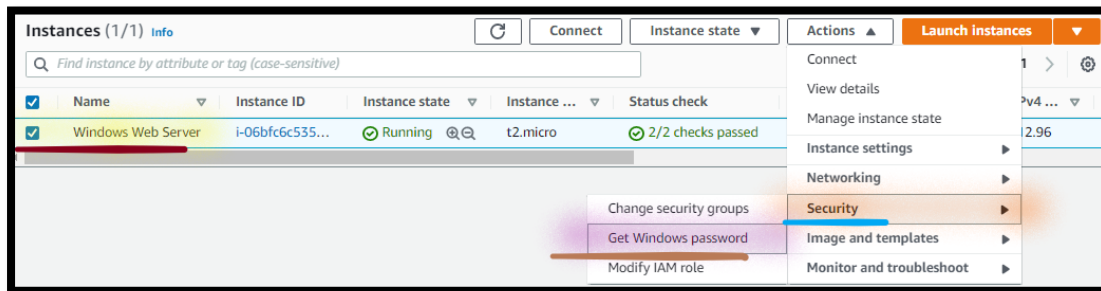 Instances (1/1) Info
Connect
Instance state
Actions
Launch instances
Find instance by attribute or tag (case-sensitive)
1
Name
Instance ID
Instance state
Instance ...
Status check
Pv4 ...
Windows Web Server
i-06bfc6c535...
Running
t2.micro
2/2 checks passed
12.96
Connect
View details
Manage instance state
Instance settings
Networking
Security
Image and templates
Monitor and troubleshoot
Change security groups
Get Windows password
Modify IAM role